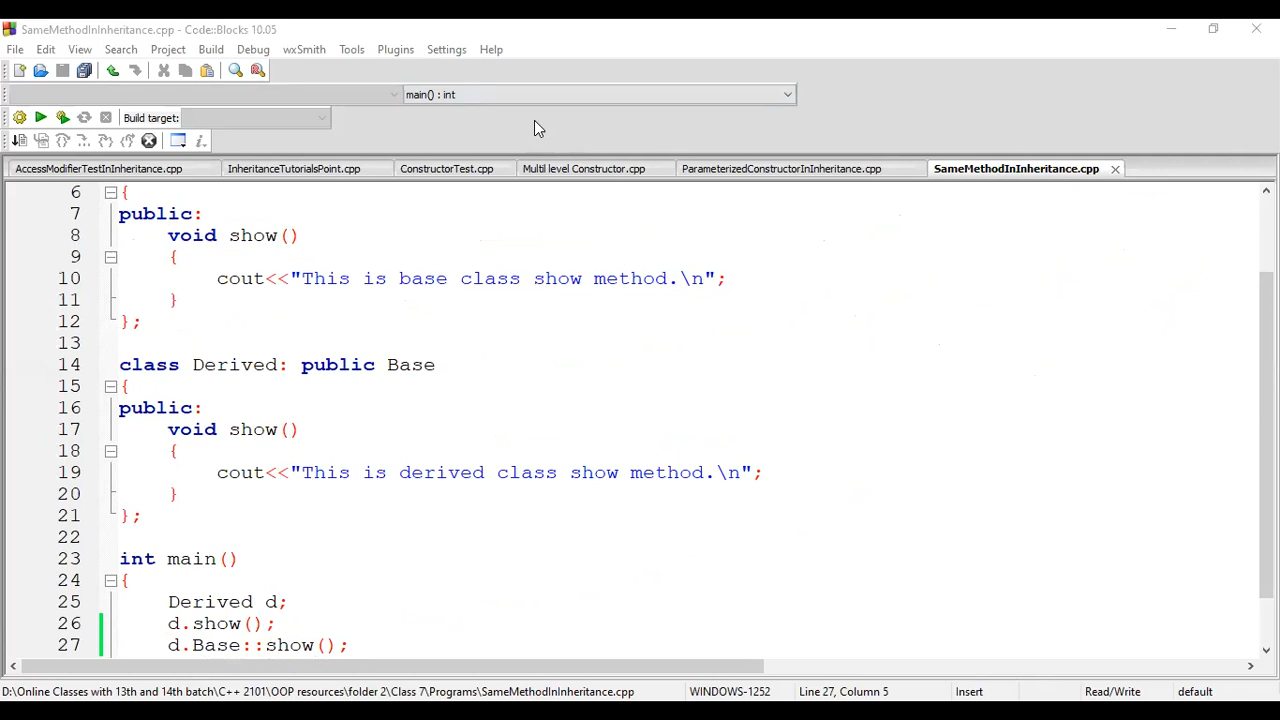 SameMethodInInheritance.cpp - Code::Blocks 10.05
File Edit View Search Project Build Debug wxSmith Tools Plugins Settings Help
main() : int
Build target:
AccessModifierTestInInheritance.cpp InheritanceTutorialsPoint.cpp ConstructorTest.cpp Multi level Constructor.cpp ParameterizedConstructorInInheritance.cpp SameMethodInInheritance.cpp
6 {
7 public:
8 void show()
9 {
10 cout<<"This is base class show method.\n";
11 }
12 };
13
14 class Derived: public Base
15 {
16 public:
17 void show()
18 {
19 cout<<"This is derived class show method.\n";
20 }
21 };
22
23 int main()
24 {
25 Derived d;
26 d.show();
27 d.Base::show();
D:\Online Classes with 13th and 14th batch\C++ 2101\OOP resources\folder 2\Class 7\Programs\SameMethodInInheritance.cpp WINDOWS-1252 Line 27, Column 5 Insert Read/Write default